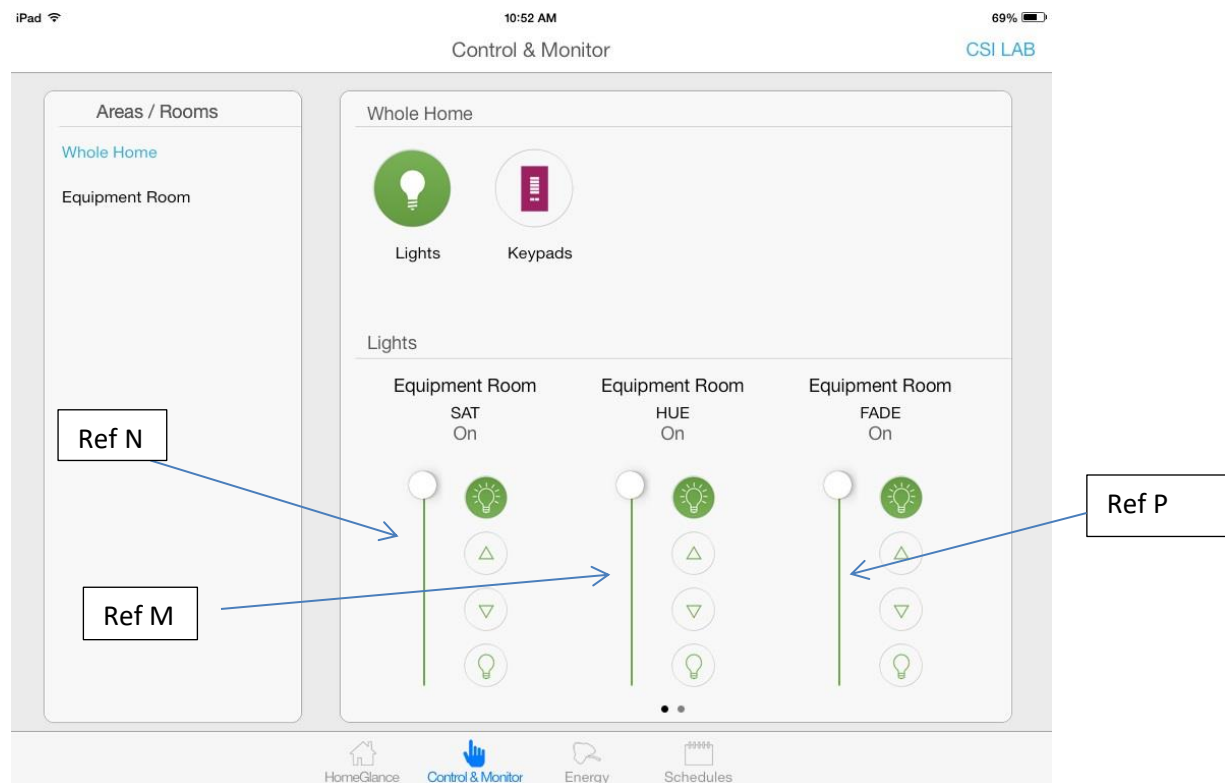 iPad 10:52 AM 69%
Control & Monitor CSI LAB
Areas / Rooms
Whole Home
Equipment Room
Whole Home
Lights Keypads
Lights
Equipment Room Equipment Room Equipment Room
SAT HUE FADE
On On On
Ref N
Ref P
Ref M
HomeGlance Control & Monitor Energy Schedules